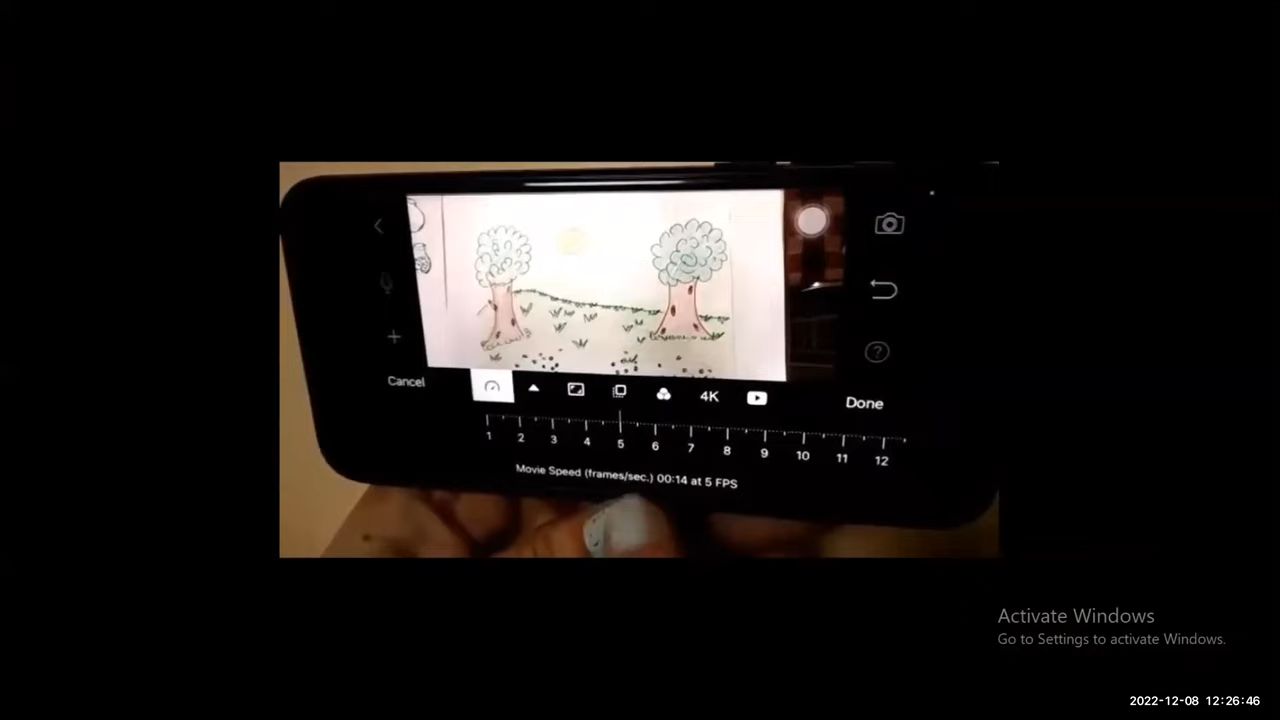 Cancel
4K
Done
1 2 3 4 5 6 7 8 9 10 11 12
Movie Speed (frames/sec.) 00:14 at 5 FPS
Activate Windows
Go to Settings to activate Windows.
2022-12-08 12:26:46